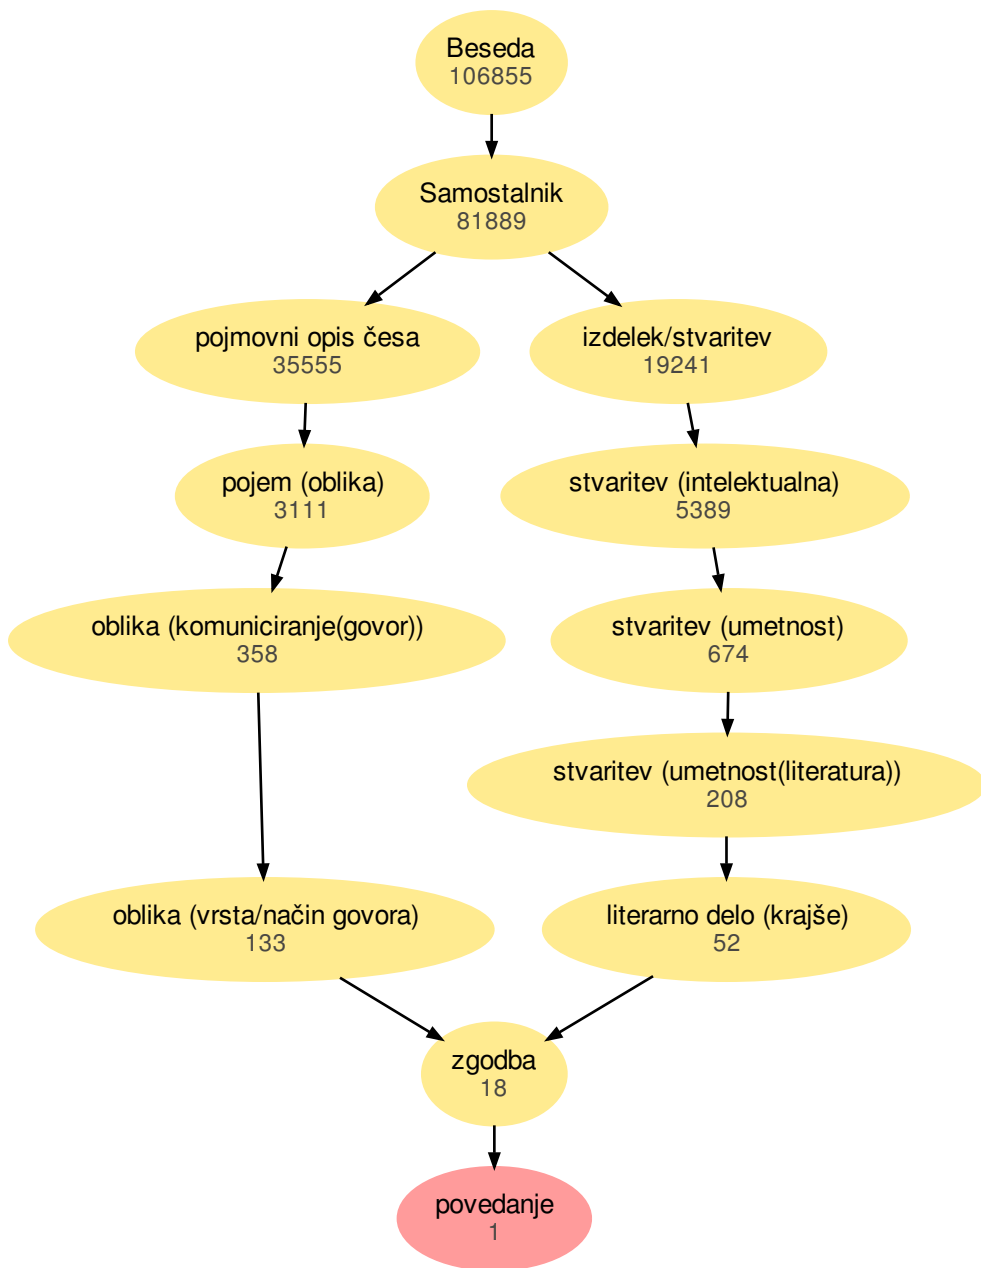 Beseda
106855
Samostalnik
81889
pojmovni opis česa
35555
izdelek/stvaritev
19241
pojem (oblika)
3111
stvaritev (intelektualna)
5389
oblika (komuniciranje(govor))
358
stvaritev (umetnost)
674
stvaritev (umetnost(literatura))
208
oblika (vrsta/način govora)
133
literarno delo (krajše)
52
zgodba
18
povedanje
1